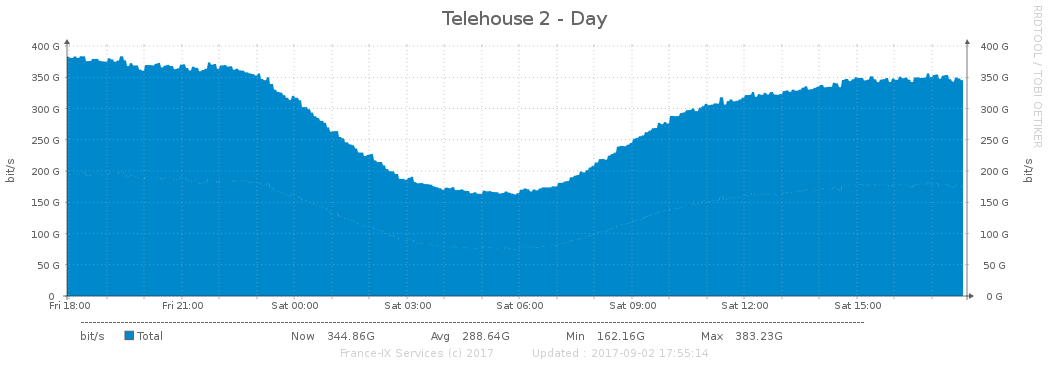 Telehouse 2 - Day
RRDTOOL / TOBI OETIKER
bit/s
400 G 400 G
350 G 350 G
300 G 300 G
250 G 250 G
200 G 200 G
150 G 150 G
100 G 100 G
50 G 50 G
0 0 G
bit/s
Fri 18:00 Fri 21:00 Sat 00:00 Sat 03:00 Sat 06:00 Sat 09:00 Sat 12:00 Sat 15:00
bit/s Total Now 344.86G Avg 288.64G Min 162.16G Max 383.23G
France-IX Services (c) 2017 Updated : 2017-09-02 17:55:14